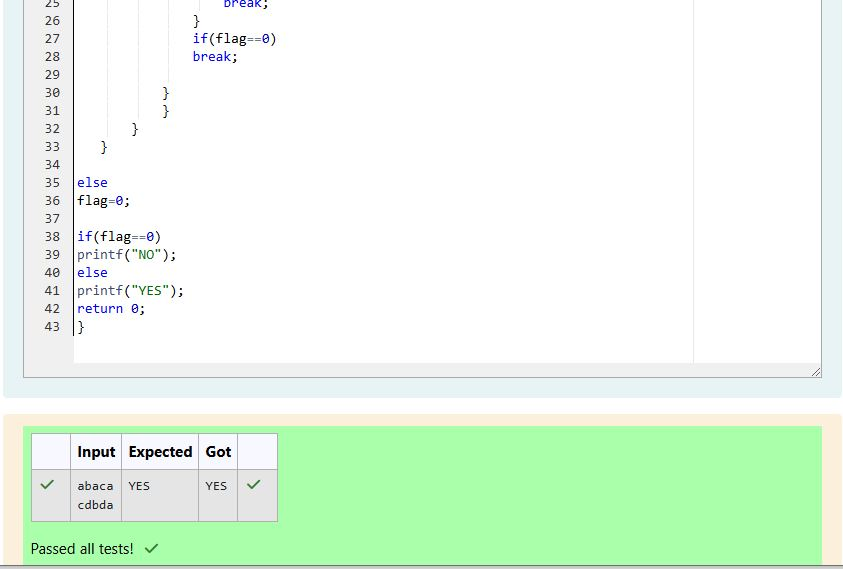 25 break;
26 }
27 if(flag==0)
28 break;
29
30 }
31 }
32 }
33 }
34
35 else
36 flag=0;
37
38 if(flag==0)
39 printf("NO");
40 else
41 printf("YES");
42 return 0;
43 }
Input Expected Got
abaca YES YES
cdbda
Passed all tests!